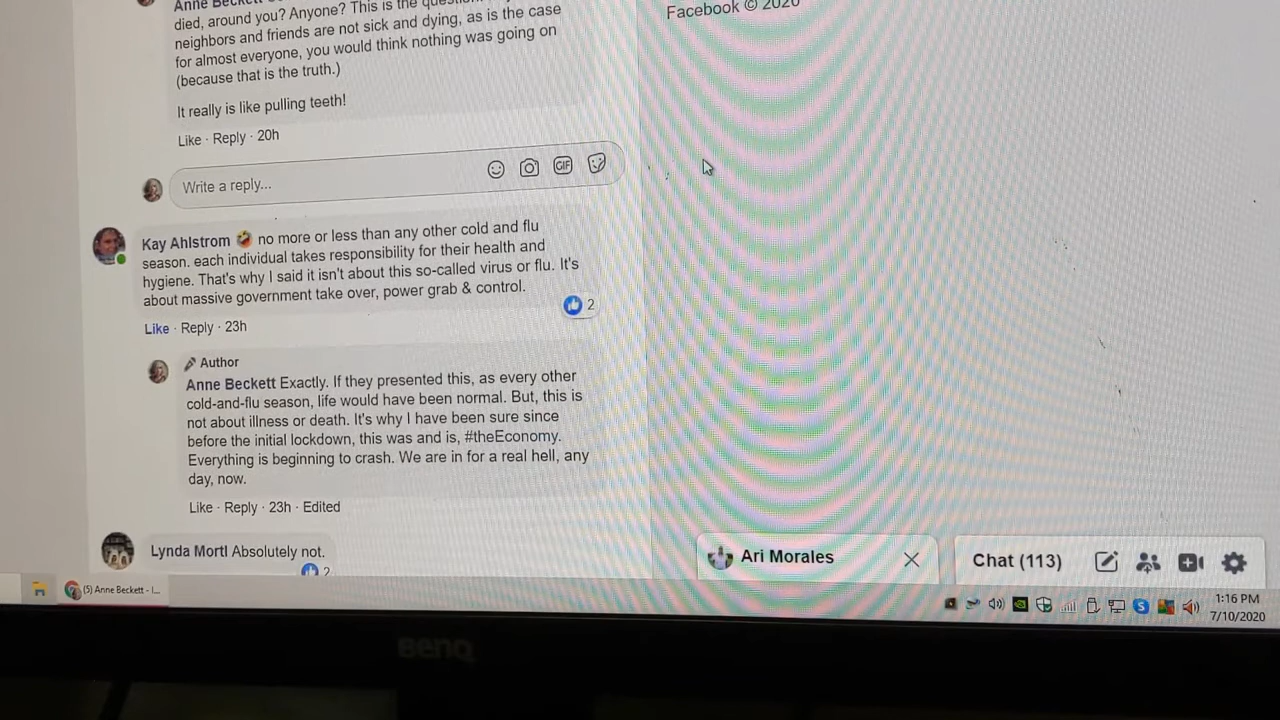 Anne
died, around you? Anyone? This is the
neighbors and friends are not sick and dying, as is the case
for almost everyone, you would think nothing was going on
(because that is the truth.)
It really is like pulling teeth!
Like · Reply · 20h
Write a reply...
GIF
Kay Ahlstrom 🤣 no more or less than any other cold and flu
season. each individual takes responsibility for their health and
hygiene. That's why I said it isn't about this so-called virus or flu. It's
about massive government take over, power grab & control.
2
Like · Reply · 23h
Author
Anne Beckett Exactly. If they presented this, as every other
cold-and-flu season, life would have been normal. But, this is
not about illness or death. It's why I have been sure since
before the initial lockdown, this was and is, #theEconomy.
Everything is beginning to crash. We are in for a real hell, any
day, now.
Like · Reply · 23h · Edited
Lynda Mortl Absolutely not.
2
Facebook © 2020
Ari Morales
Chat (113)
(5) Anne Beckett - I...
S
1:16 PM
7/10/2020
BenQ